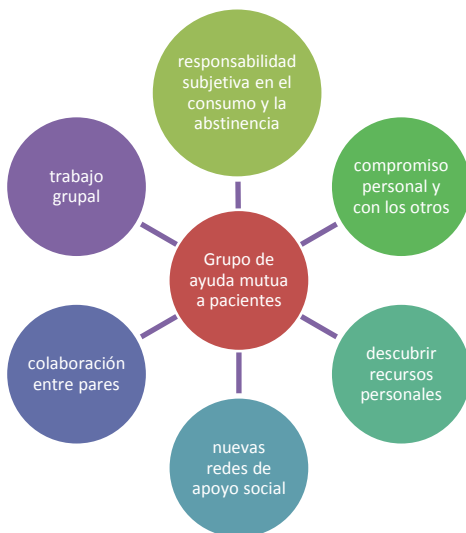 responsabilidad
subjetiva en el
consumo y la
abstinencia
trabajo
grupal
compromiso
personal y
con los otros
Grupo de
ayuda mutua
a pacientes
colaboración
entre pares
descubrir
recursos
personales
nuevas
redes de
apoyo social